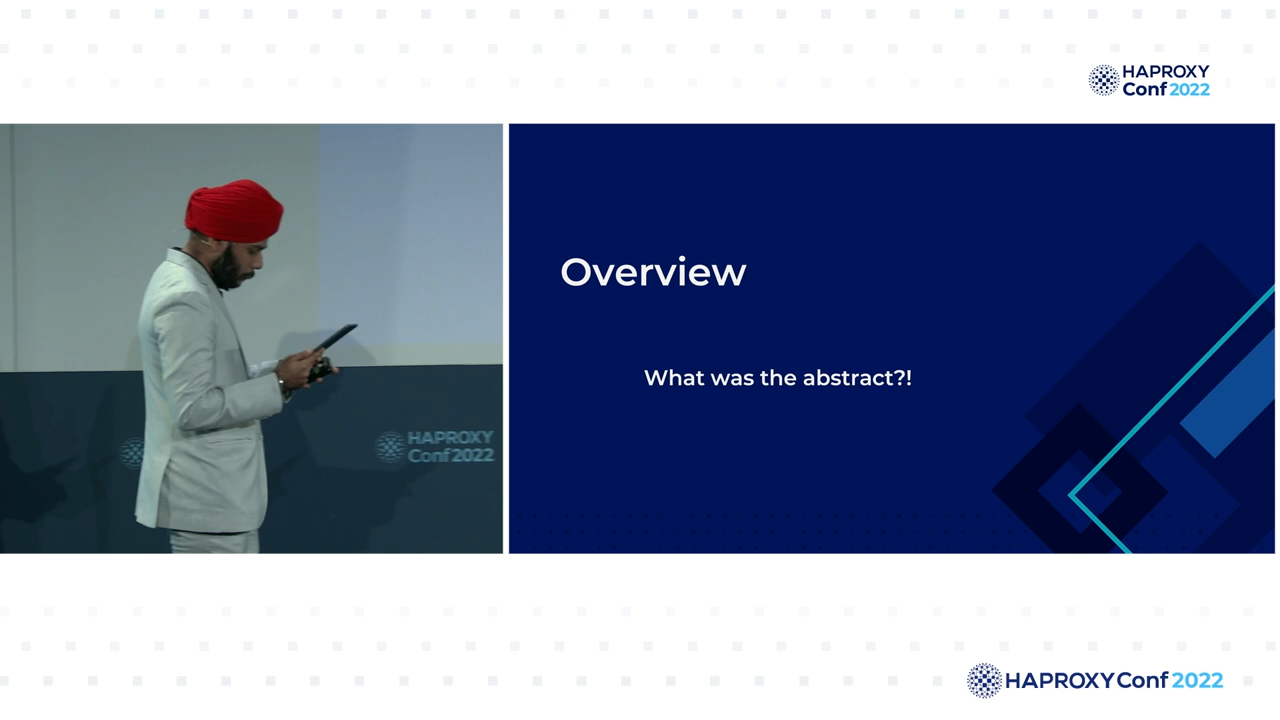 HAPROXY
Conf 2022
Overview
What was the abstract?!
HAPROXY
Conf 2022
HAPROXY Conf 2022